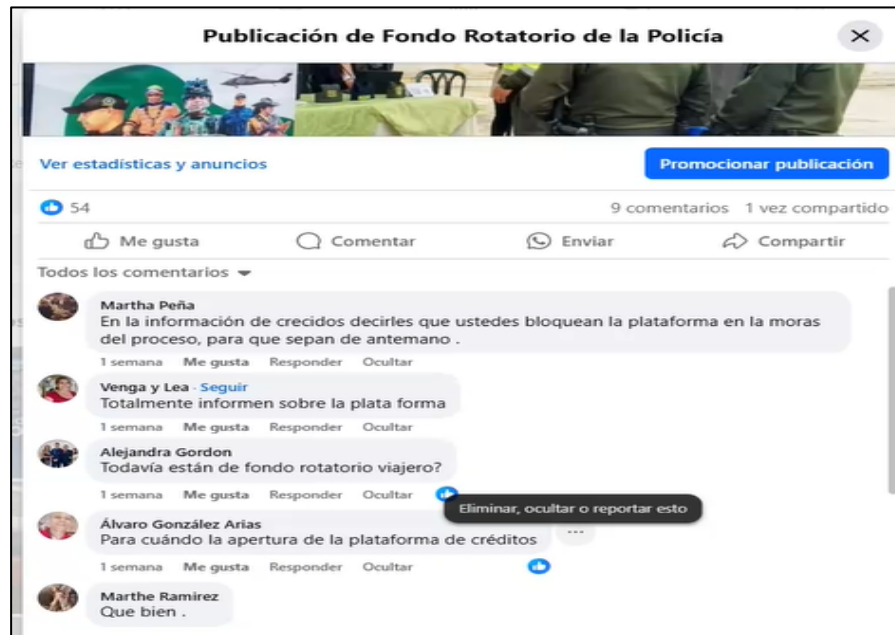 Publicación de Fondo Rotatorio de la Policía
Ver estadísticas y anuncios
Promocionar publicación
54
9 comentarios 1 vez compartido
Me gusta Comentar Enviar Compartir
Todos los comentarios
Martha Peña
En la información de crecidos decirles que ustedes bloquean la plataforma en la moras
del proceso, para que sepan de antemano .
1 semana Me gusta Responder Ocultar
Venga y Lea · Seguir
Totalmente informen sobre la plata forma
1 semana Me gusta Responder Ocultar
Alejandra Gordon
Todavía están de fondo rotatorio viajero?
1 semana Me gusta Responder Ocultar
Eliminar, ocultar o reportar esto
Álvaro González Arias
Para cuándo la apertura de la plataforma de créditos
1 semana Me gusta Responder Ocultar
Marthe Ramirez
Que bien .